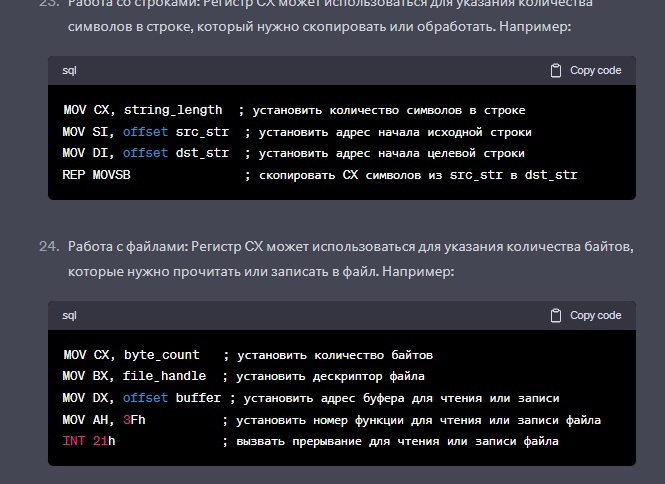 23. Работа со строками: Регистр CX может использоваться для указания количества
символов в строке, который нужно скопировать или обработать. Например:
sql Copy code
MOV CX, string_length ; установить количество символов в строке
MOV SI, offset src_str ; установить адрес начала исходной строки
MOV DI, offset dst_str ; установить адрес начала целевой строки
REP MOVSB ; скопировать CX символов из src_str в dst_str
24. Работа с файлами: Регистр CX может использоваться для указания количества байтов,
которые нужно прочитать или записать в файл. Например:
sql Copy code
MOV CX, byte_count ; установить количество байтов
MOV BX, file_handle ; установить дескриптор файла
MOV DX, offset buffer ; установить адрес буфера для чтения или записи
MOV AH, 3Fh ; установить номер функции для чтения или записи файла
INT 21h ; вызвать прерывание для чтения или записи файла